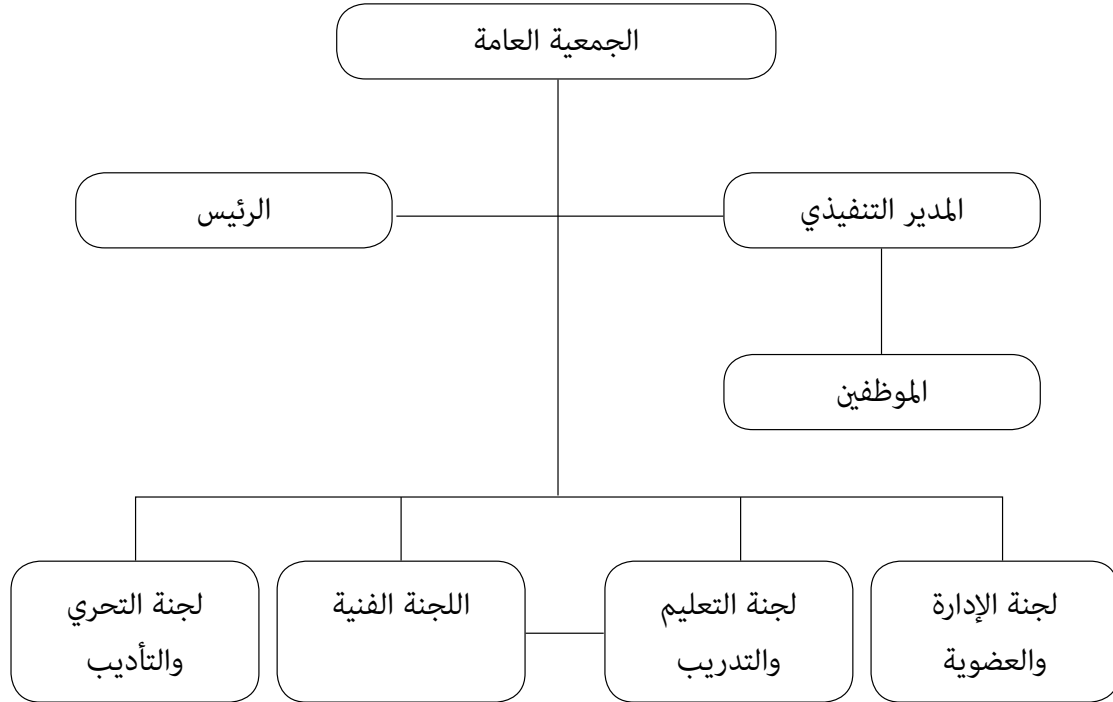 الجمعية العامة
المدير التنفيذي
الرئيس
الموظفين
لجنة الإدارة
والعضوية
لجنة التعليم
والتدريب
اللجنة الفنية
لجنة التحري
والتأديب